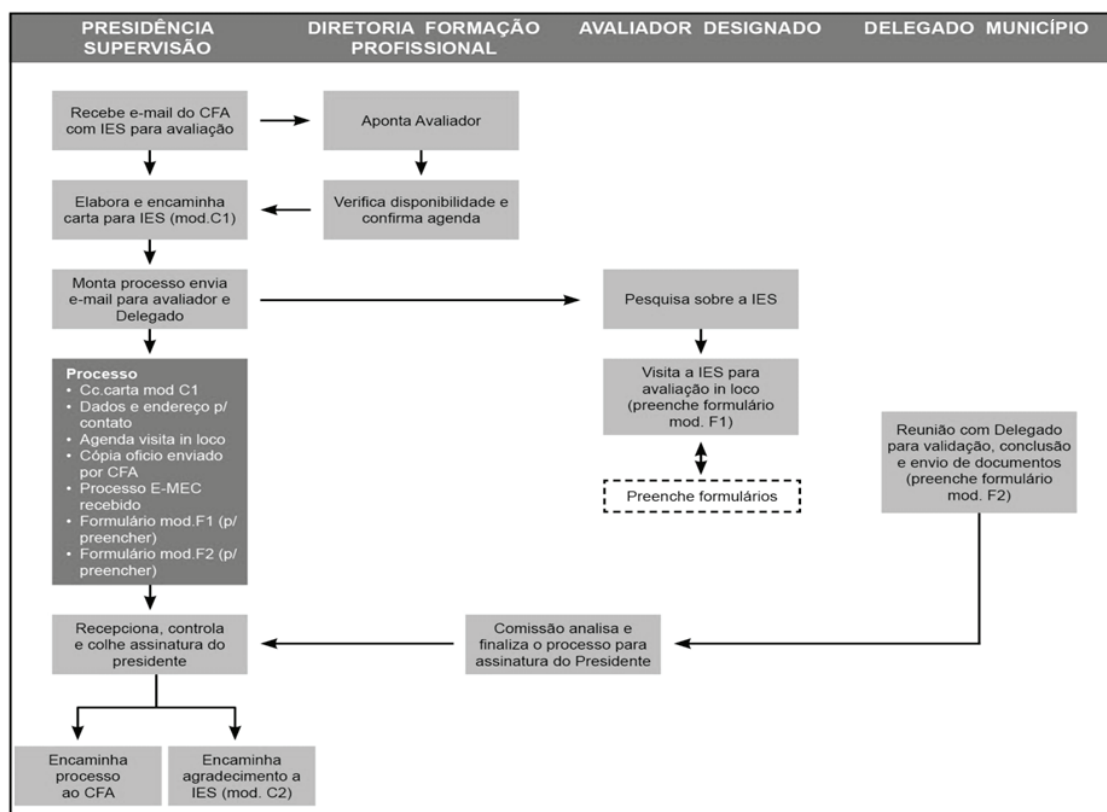 PRESIDÊNCIA
SUPERVISÃO
DIRETORIA FORMAÇÃO
PROFISSIONAL
AVALIADOR DESIGNADO
DELEGADO MUNICÍPIO
Recebe e-mail do CFA
com IES para avaliação
Aponta Avaliador
Elabora e encaminha
carta para IES (mod.C1)
Verifica disponibilidade e
confirma agenda
Monta processo envia
e-mail para avaliador e
Delegado
Pesquisa sobre a IES
Processo
• Cc.carta mod C1
• Dados e endereço p/
contato
• Agenda visita in loco
• Cópia oficio enviado
por CFA
• Processo E-MEC
recebido
• Formulário mod.F1 (p/
preencher)
• Formulário mod.F2 (p/
preencher)
Visita a IES para
avaliação in loco
(preenche formulário
mod. F1)
Preenche formulários
Reunião com Delegado
para validação, conclusão
e envio de documentos
(preenche formulário
mod. F2)
Recepciona, controla
e colhe assinatura do
presidente
Comissão analisa e
finaliza o processo para
assinatura do Presidente
Encaminha
processo
ao CFA
Encaminha
agradecimento a
IES (mod. C2)